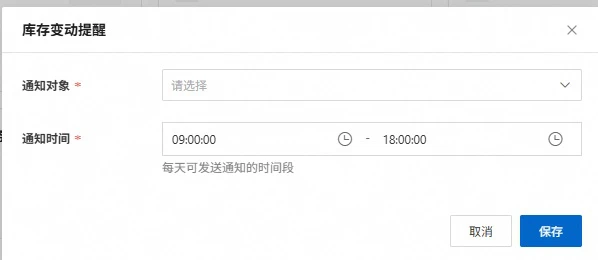 库存变动提醒
通知对象 *
请选择
通知时间 *
09:00:00 - 18:00:00
每天可发送通知的时间段
取消 保存